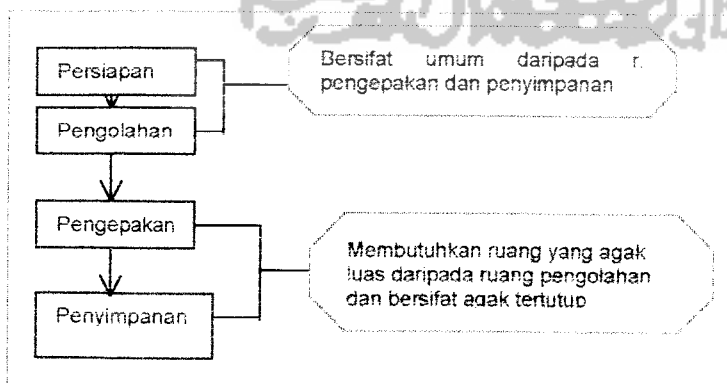 Persiapan
Bersifat umum daripada r.
pengepakan dan penyimpanan
Pengolahan
Pengepakan
Membutuhkan ruang yang agak
luas daripada ruang pengolahan
dan bersifat agak tertutup
Penyimpanan